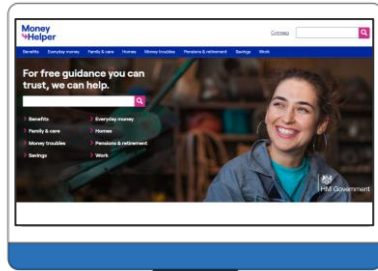 Money
Helper
Cymraeg
Benefits Everyday money Family & care Homes Money troubles Pensions & retirement Savings Work
For free guidance you can
trust, we can help.
Benefits Everyday money
Family & care Homes
Money troubles Pensions & retirement
Savings Work
HM Government